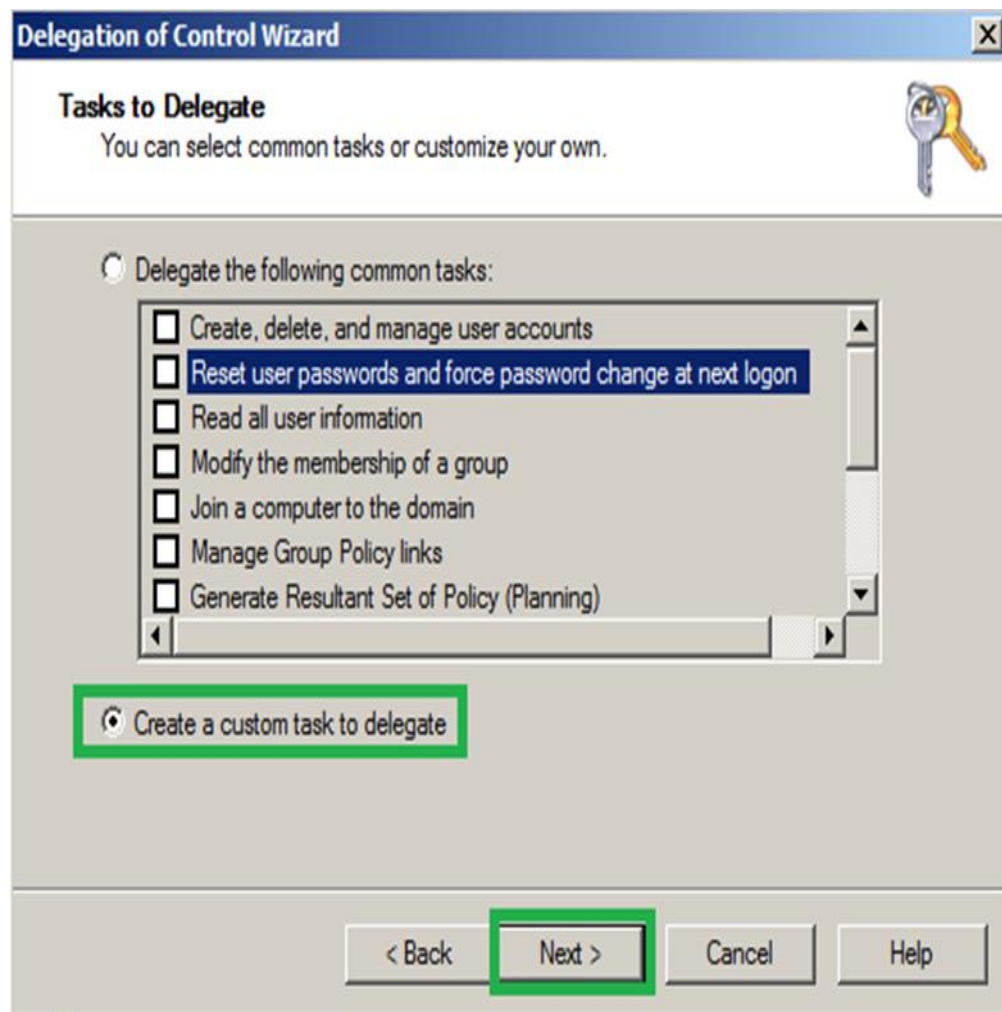 Delegation of Control Wizard
Tasks to Delegate
You can select common tasks or customize your own.
Delegate the following common tasks:
Create, delete, and manage user accounts
Reset user passwords and force password change at next logon
Read all user information
Modify the membership of a group
Join a computer to the domain
Manage Group Policy links
Generate Resultant Set of Policy (Planning)
Create a custom task to delegate
< Back Next > Cancel Help